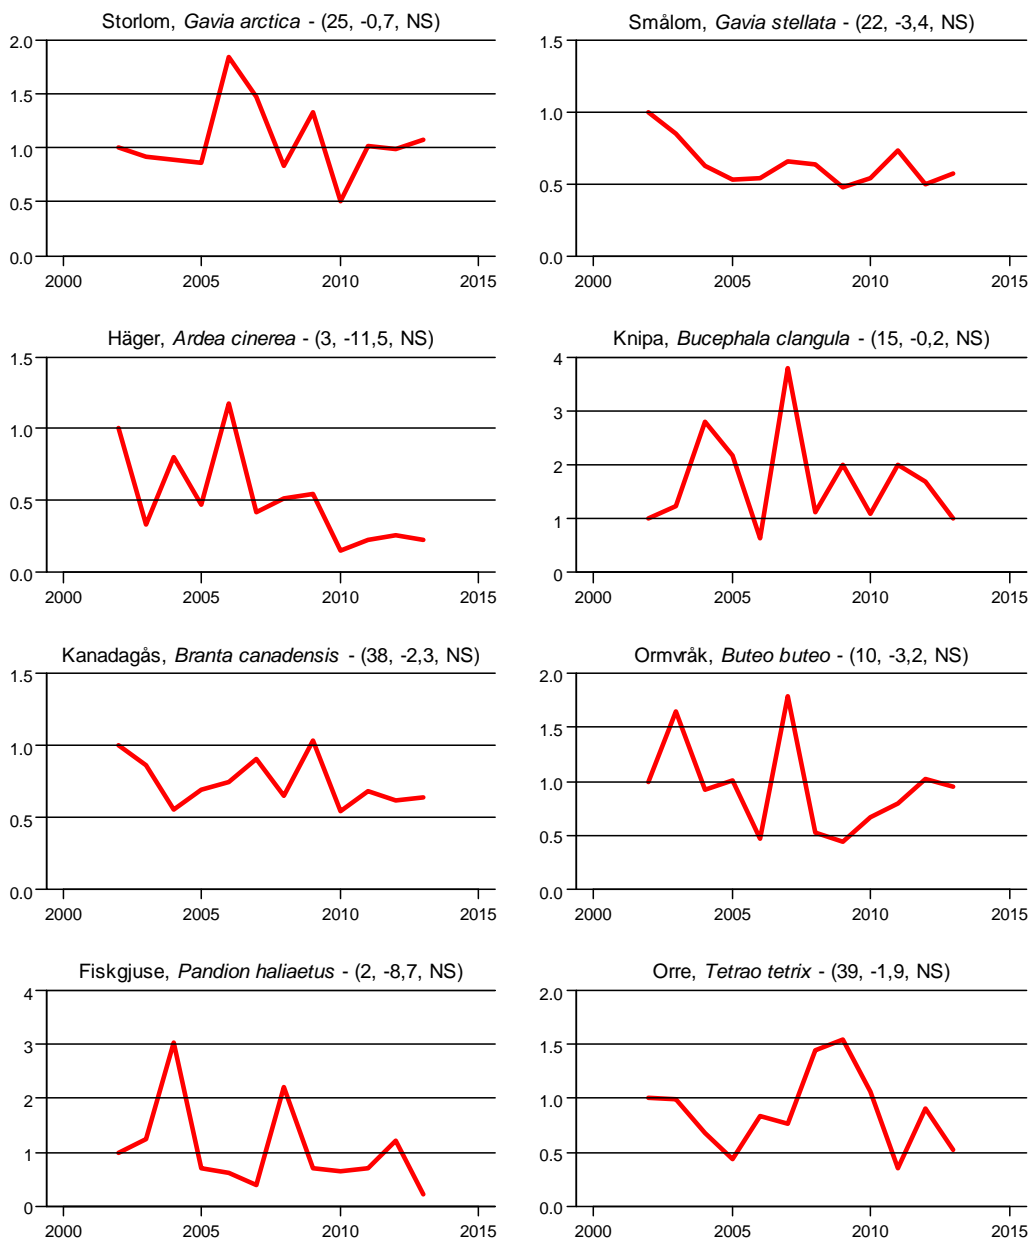 Storlom, Gavia arctica - (25, -0,7, NS)
2.0
1.5
1.0
0.5
0.0
2000 2005 2010 2015
Smålom, Gavia stellata - (22, -3,4, NS)
1.5
1.0
0.5
0.0
2000 2005 2010 2015
Häger, Ardea cinerea - (3, -11,5, NS)
1.5
1.0
0.5
0.0
2000 2005 2010 2015
Knipa, Bucephala clangula - (15, -0,2, NS)
4
3
2
1
0
2000 2005 2010 2015
Kanadagås, Branta canadensis - (38, -2,3, NS)
1.5
1.0
0.5
0.0
2000 2005 2010 2015
Ormvråk, Buteo buteo - (10, -3,2, NS)
2.0
1.5
1.0
0.5
0.0
2000 2005 2010 2015
Fiskgjuse, Pandion haliaetus - (2, -8,7, NS)
4
3
2
1
0
2000 2005 2010 2015
Orre, Tetrao tetrix - (39, -1,9, NS)
2.0
1.5
1.0
0.5
0.0
2000 2005 2010 2015